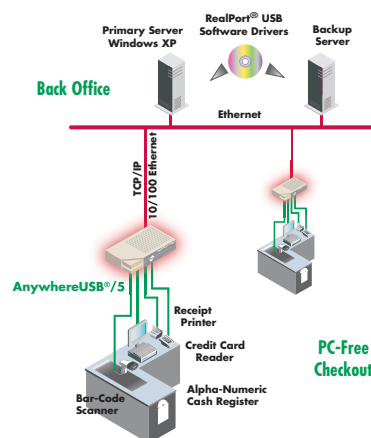 RealPort® USB
Software Drivers
Primary Server
Windows XP
Backup
Server
Back Office
Ethernet
TCP/IP
10/100 Ethernet
AnywhereUSB®/5
Receipt
Printer
Credit Card
Reader
PC-Free
Checkout
Alpha-Numeric
Cash Register
Bar-Code
Scanner